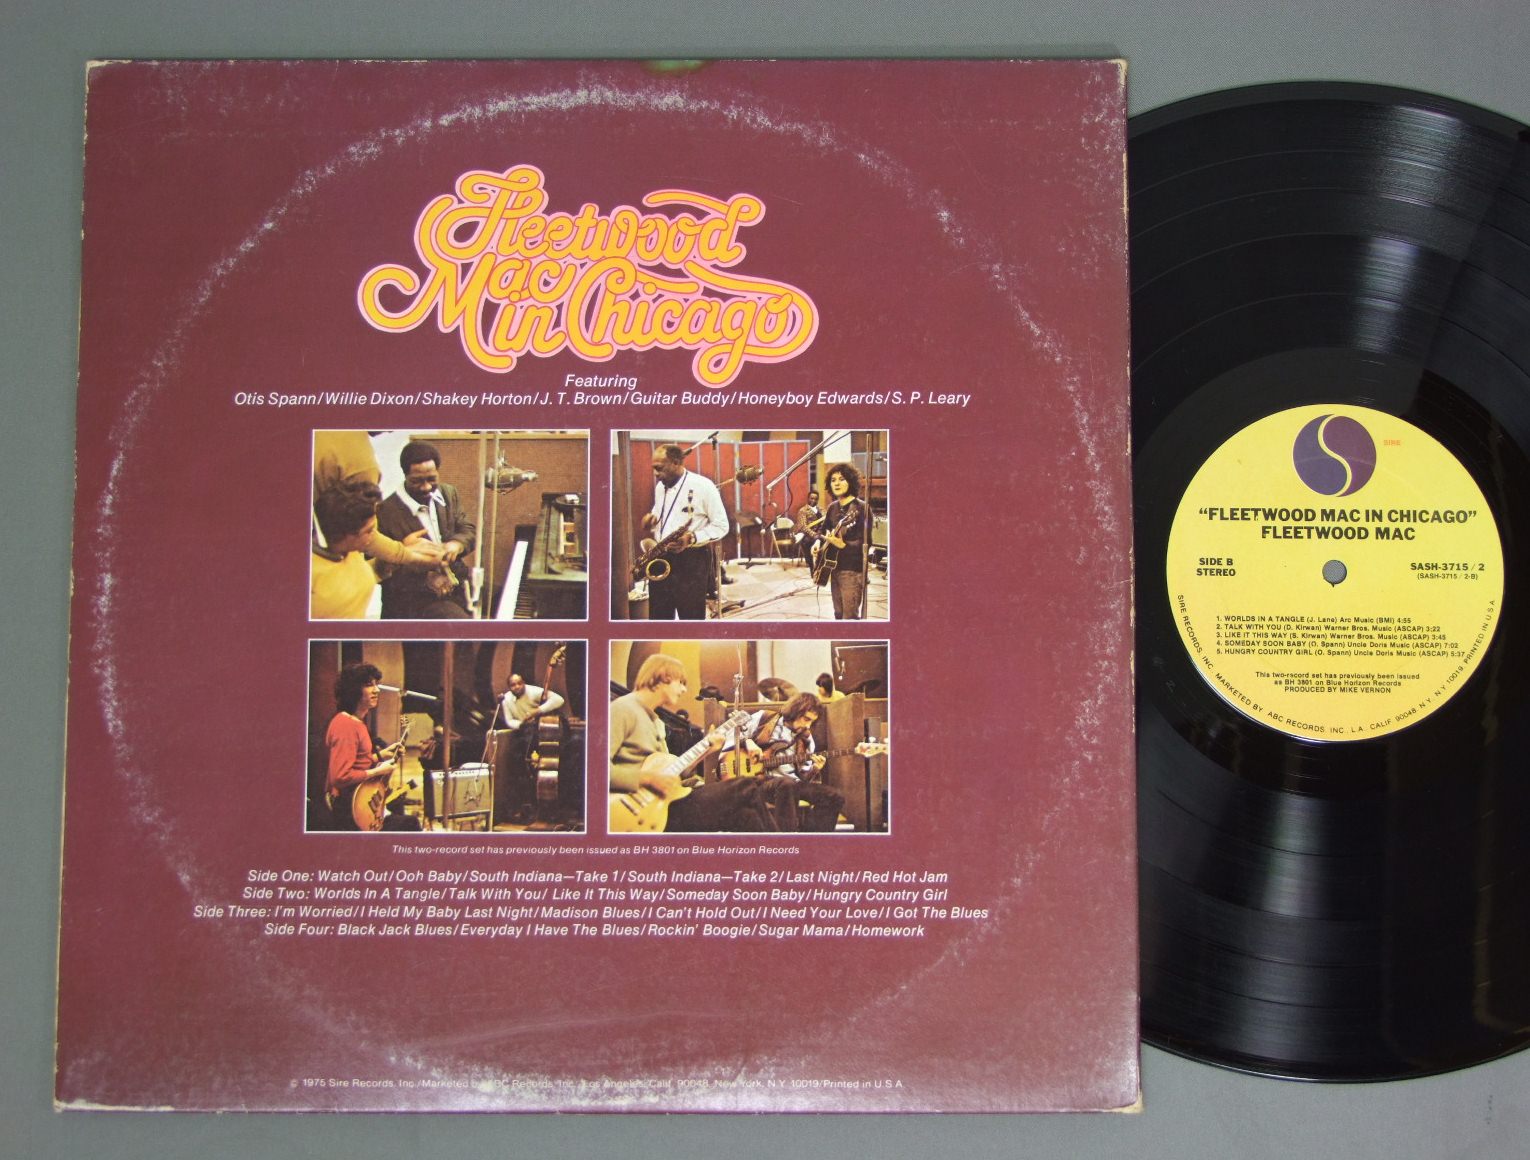 Fleetwood
Mac in Chicago
Featuring
Otis Spann/Willie Dixon/Shakey Horton/J. T. Brown/Guitar Buddy/Honeyboy Edwards/S. P. Leary
This two-record set has previously been issued as BH 3801 on Blue Horizon Records
Side One: Watch Out/Ooh Baby/South Indiana—Take 1/South Indiana—Take 2/Last Night/Red Hot Jam
Side Two: Worlds In A Tangle/Talk With You/ Like It This Way/Someday Soon Baby/Hungry Country Girl
Side Three: I'm Worried/I Held My Baby Last Night/Madison Blues/I Can't Hold Out/I Need Your Love/I Got The Blues
Side Four: Black Jack Blues/Everyday I Have The Blues/Rockin' Boogie/Sugar Mama/Homework
© 1975 Sire Records, Inc./Marketed by ABC Records, Inc., Los Angeles, Calif. 90048, New York, N.Y. 10019/Printed in U.S.A.
SIRE
"FLEETWOOD MAC IN CHICAGO"
FLEETWOOD MAC
SIDE B
STEREO
SASH-3715 / 2
(SASH-3715 / 2-B)
1. WORLDS IN A TANGLE (J. Lane) Arc Music (BMI) 4:55
2. TALK WITH YOU (D. Kirwan) Warner Bros. Music (ASCAP) 3:22
3. LIKE IT THIS WAY (S. Kirwan) Warner Bros. Music (ASCAP) 3:45
4. SOMEDAY SOON BABY (O. Spann) Uncle Doris Music (ASCAP) 7:02
5. HUNGRY COUNTRY GIRL (O. Spann) Uncle Doris Music (ASCAP) 5:37
This two-record set has previously been issued
as BH 3801 on Blue Horizon Records
PRODUCED BY MIKE VERNON
SIRE RECORDS, INC. MARKETED BY ABC RECORDS, INC., L.A., CALIF. 90048, N.Y. N.Y. 10019. PRINTED IN U.S.A.